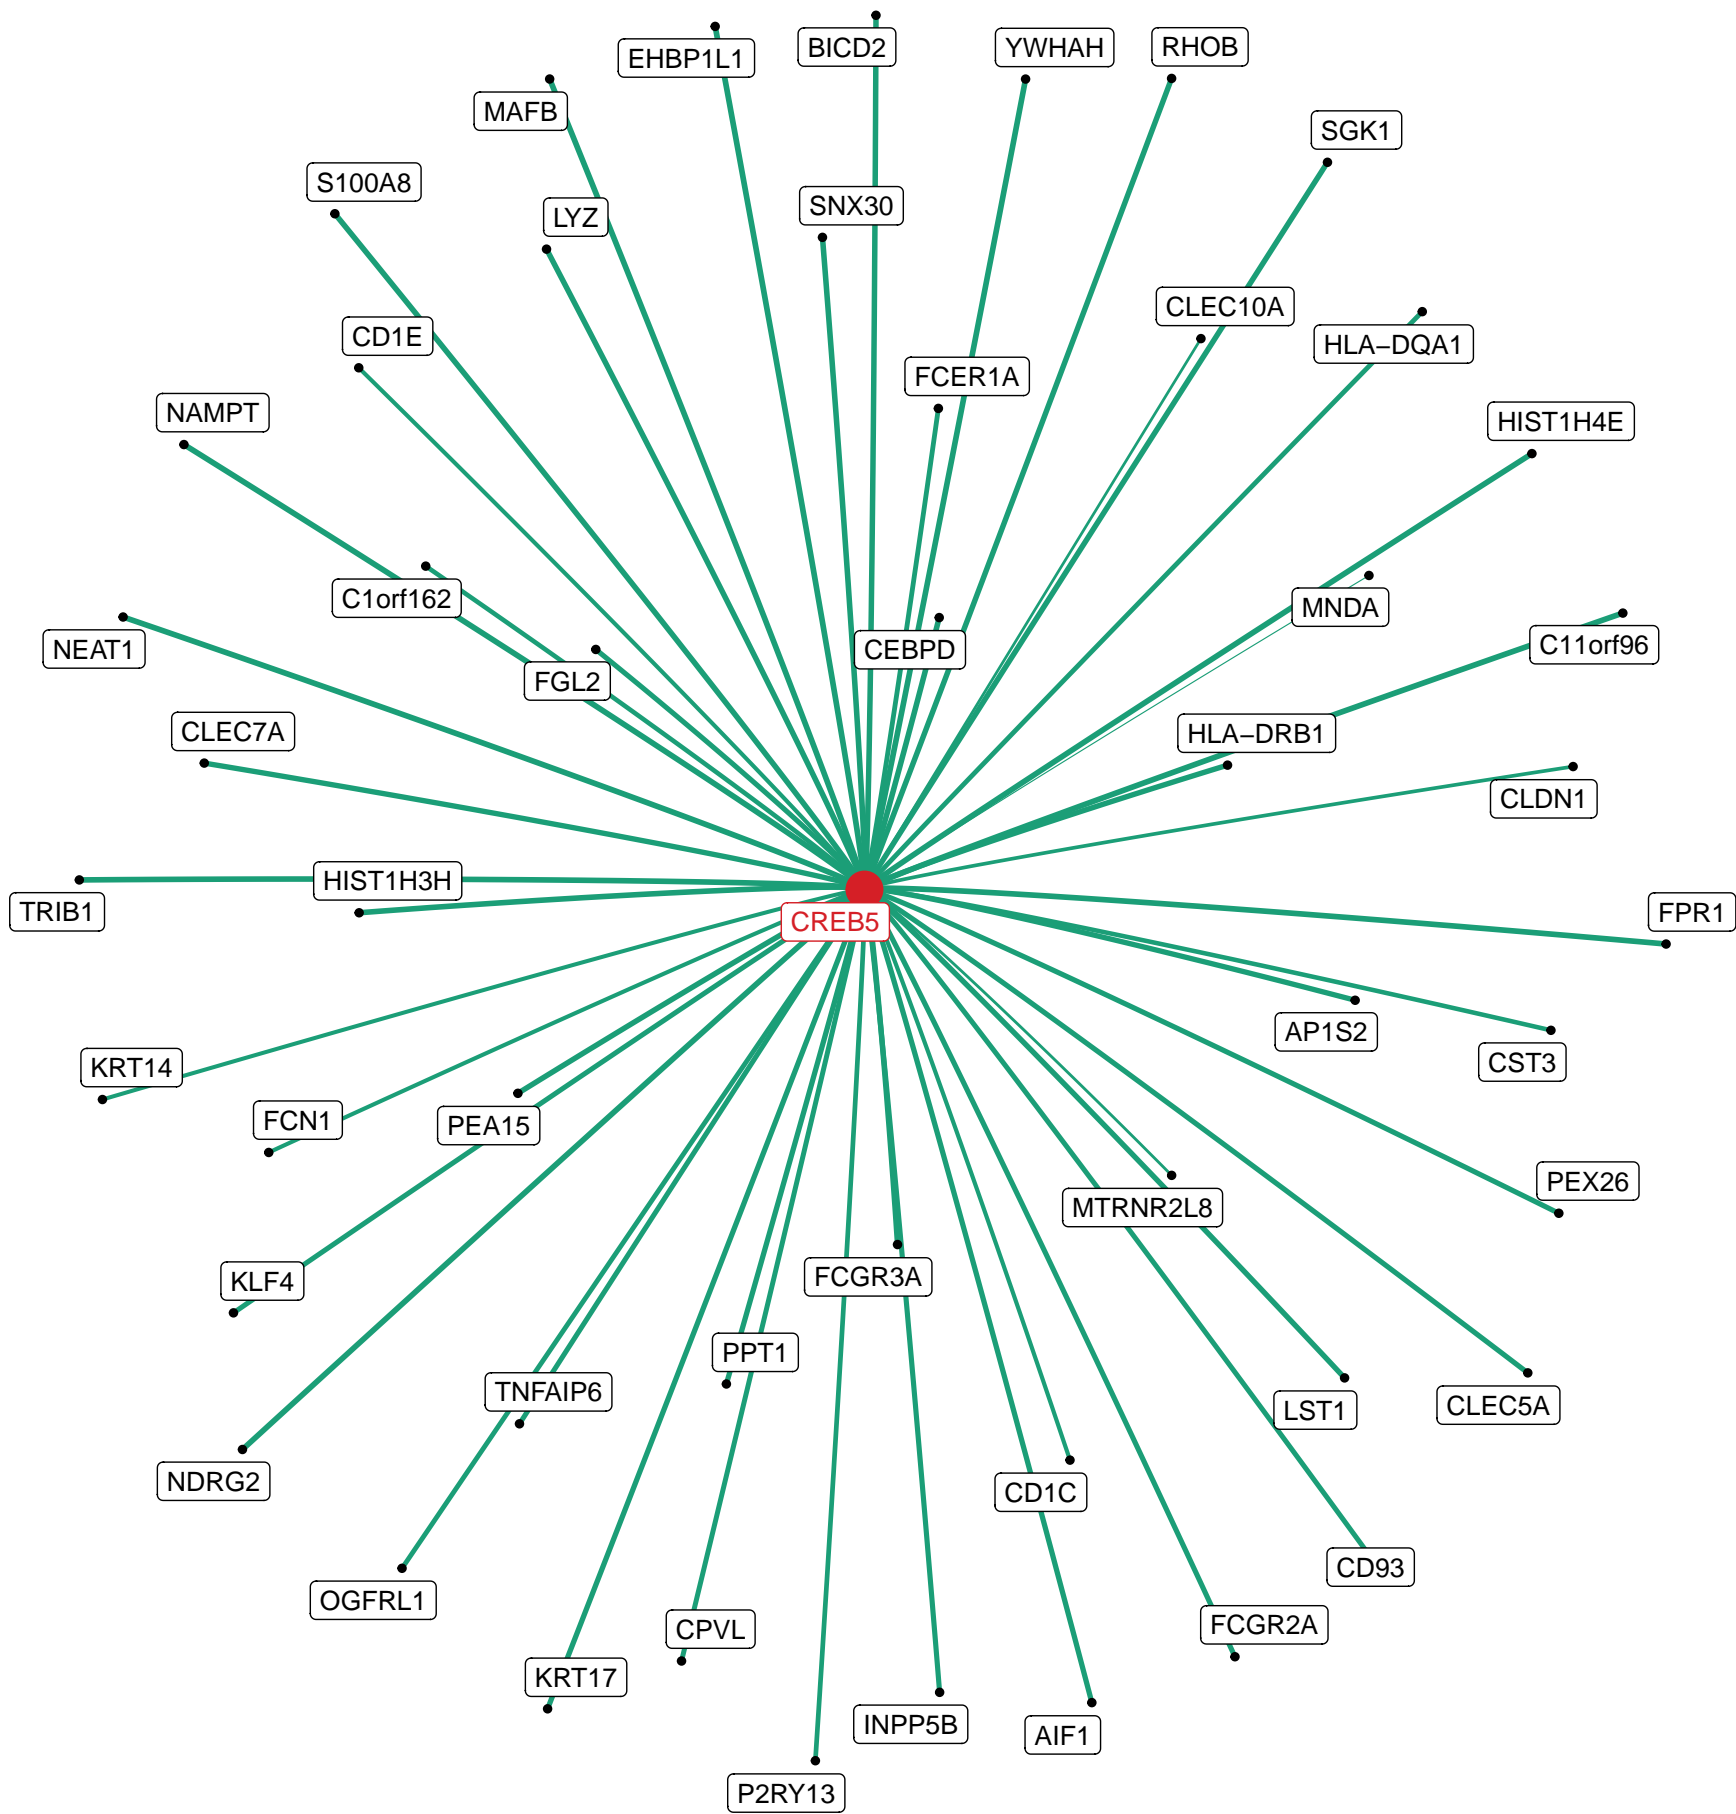 BICD2
YWHAH
RHOB
EHBP1L1
MAFB
SGK1
S100A8
SNX30
LYZ
CLEC10A
CD1E
HLA−DQA1
FCER1A
NAMPT
HIST1H4E
C1orf162
MNDA
C11orf96
NEAT1
CEBPD
FGL2
CLEC7A
HLA−DRB1
CLDN1
HIST1H3H
TRIB1
FPR1
CREB5
AP1S2
CST3
KRT14
FCN1
PEA15
PEX26
MTRNR2L8
FCGR3A
KLF4
PPT1
TNFAIP6
CLEC5A
LST1
NDRG2
CD1C
CD93
OGFRL1
FCGR2A
CPVL
KRT17
INPP5B
AIF1
P2RY13